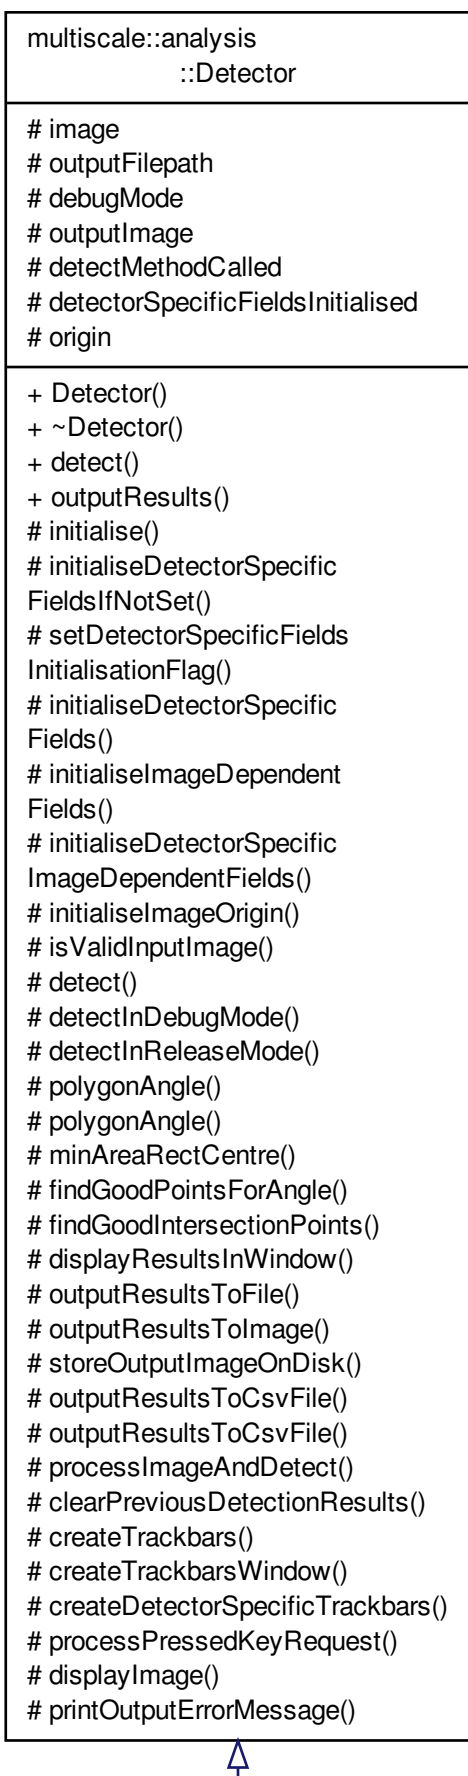 multiscale::analysis
::Detector
# image
# outputFilepath
# debugMode
# outputImage
# detectMethodCalled
# detectorSpecificFieldsInitialised
# origin
+ Detector()
+ ~Detector()
+ detect()
+ outputResults()
# initialise()
# initialiseDetectorSpecific
FieldsIfNotSet()
# setDetectorSpecificFields
InitialisationFlag()
# initialiseDetectorSpecific
Fields()
# initialiseImageDependent
Fields()
# initialiseDetectorSpecific
ImageDependentFields()
# initialiseImageOrigin()
# isValidInputImage()
# detect()
# detectInDebugMode()
# detectInReleaseMode()
# polygonAngle()
# polygonAngle()
# minAreaRectCentre()
# findGoodPointsForAngle()
# findGoodIntersectionPoints()
# displayResultsInWindow()
# outputResultsToFile()
# outputResultsToImage()
# storeOutputImageOnDisk()
# outputResultsToCsvFile()
# outputResultsToCsvFile()
# processImageAndDetect()
# clearPreviousDetectionResults()
# createTrackbars()
# createTrackbarsWindow()
# createDetectorSpecificTrackbars()
# processPressedKeyRequest()
# displayImage()
# printOutputErrorMessage()